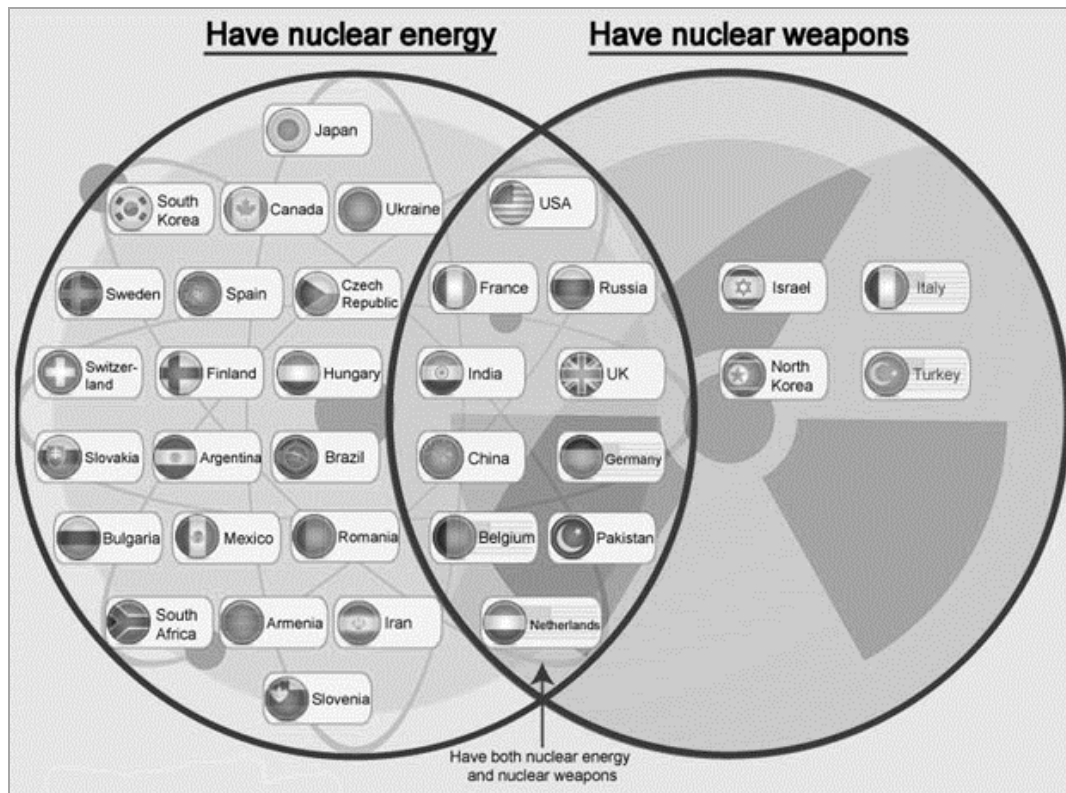 Have nuclear energy
Have nuclear weapons
Japan
South
Korea
Canada
Ukraine
USA
Sweden
Spain
Czech
Republic
France
Russia
Israel
Italy
Switzer-
land
Finland
Hungary
India
UK
North
Korea
Turkey
Slovakia
Argentina
Brazil
China
Germany
Bulgaria
Mexico
Romania
Belgium
Pakistan
South
Africa
Armenia
Iran
Netherlands
Slovenia
Have both nuclear energy
and nuclear weapons